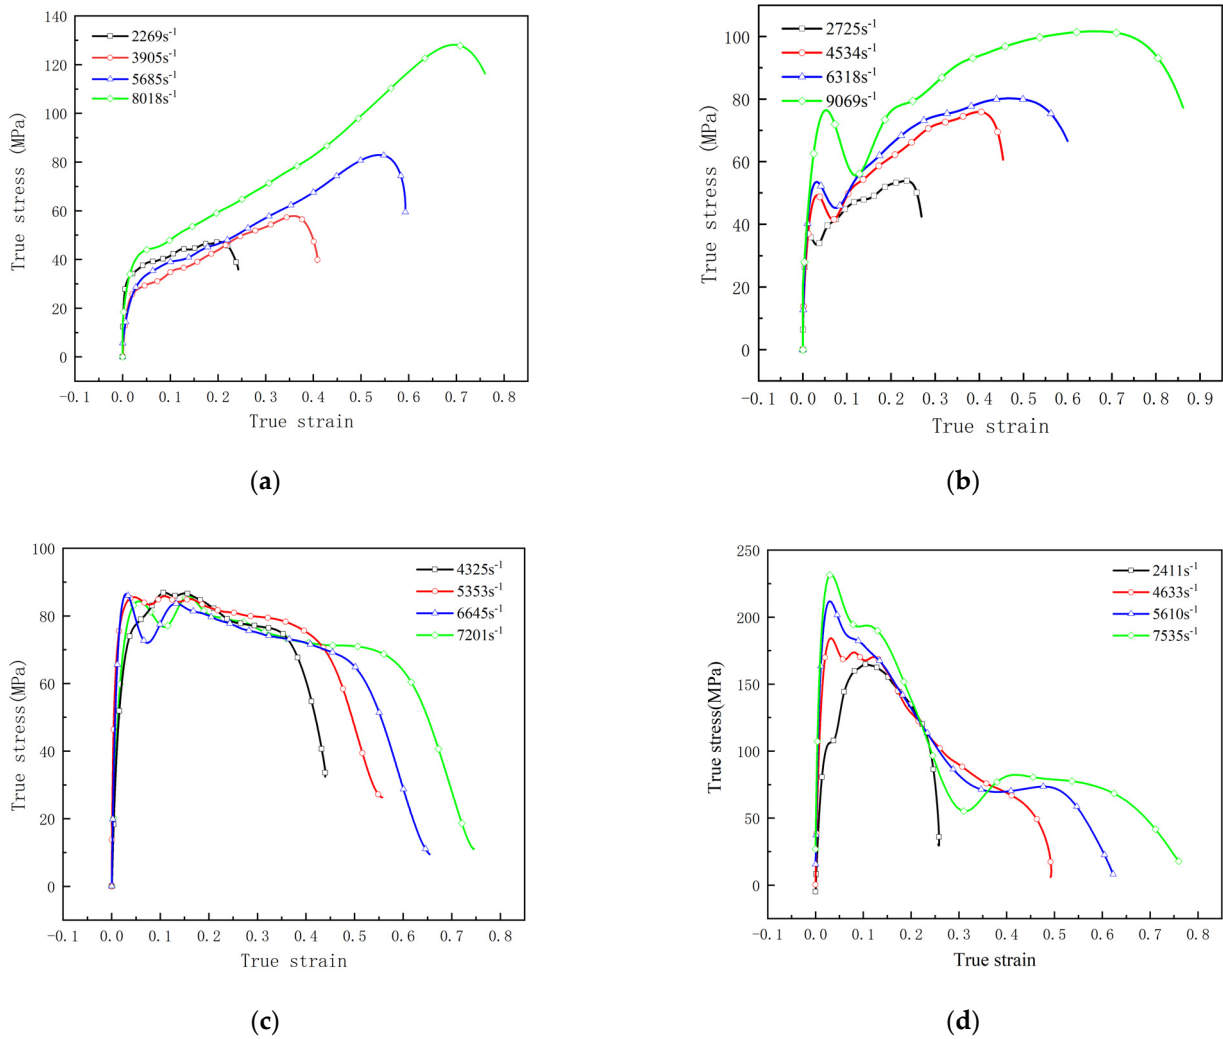 140
120
100
80
60
40
20
0
True stress (MPa)
2269s-1
3905s-1
5685s-1
8018s-1
-0.1 0.0 0.1 0.2 0.3 0.4 0.5 0.6 0.7 0.8
True strain
(a)
100
80
60
40
20
0
True stress (MPa)
2725s-1
4534s-1
6318s-1
9069s-1
-0.1 0.0 0.1 0.2 0.3 0.4 0.5 0.6 0.7 0.8 0.9
True strain
(b)
100
80
60
40
20
0
True stress(MPa)
4325s-1
5353s-1
6645s-1
7201s-1
-0.1 0.0 0.1 0.2 0.3 0.4 0.5 0.6 0.7 0.8
True strain
(c)
250
200
150
100
50
0
True stress(MPa)
2411s-1
4633s-1
5610s-1
7535s-1
-0.1 0.0 0.1 0.2 0.3 0.4 0.5 0.6 0.7 0.8
True strain
(d)